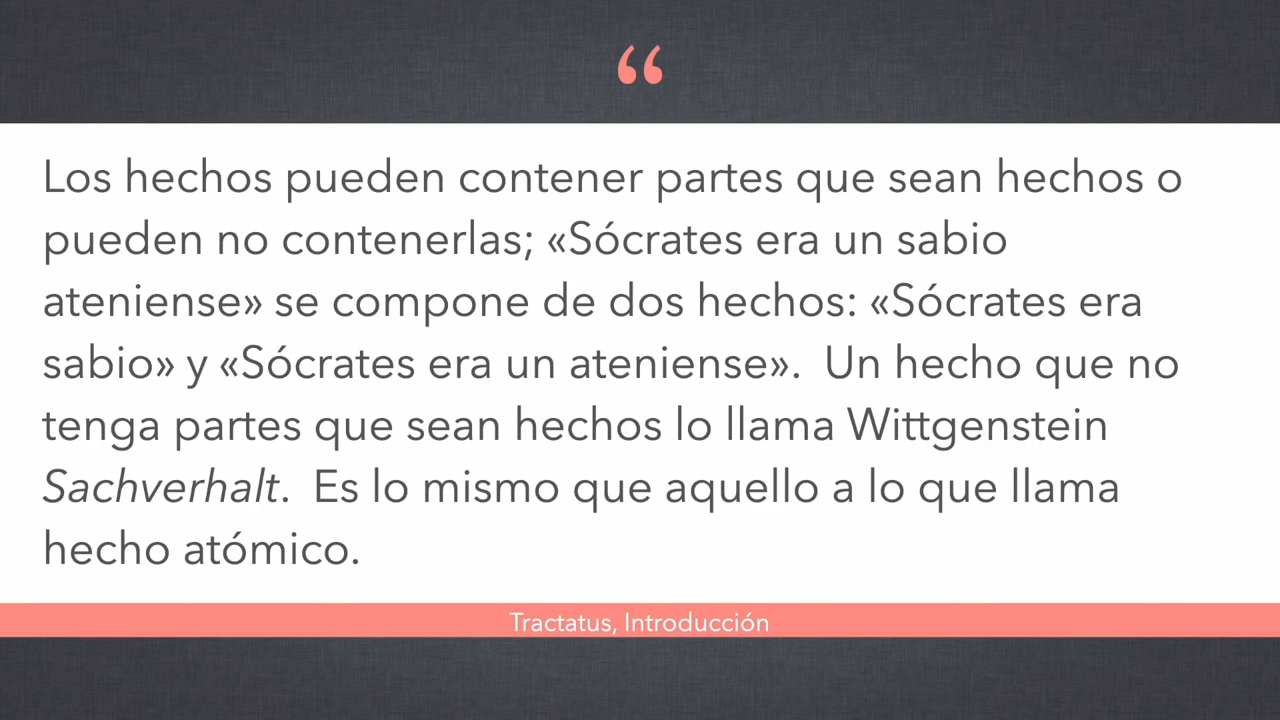 “
Los hechos pueden contener partes que sean hechos o
pueden no contenerlas; «Sócrates era un sabio
ateniense» se compone de dos hechos: «Sócrates era
sabio» y «Sócrates era un ateniense».  Un hecho que no
tenga partes que sean hechos lo llama Wittgenstein
Sachverhalt.  Es lo mismo que aquello a lo que llama
hecho atómico.
Tractatus, Introducción